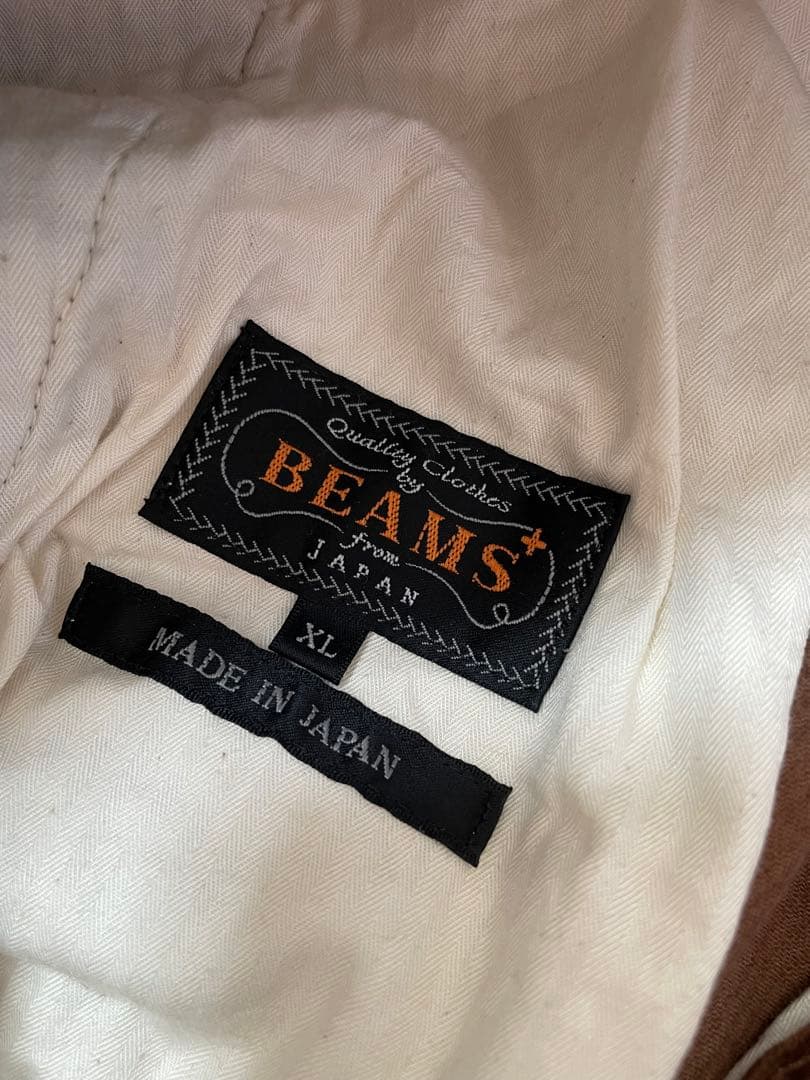 Quality Clothes
by
BEAMS+
from
JAPAN
XL
MADE IN JAPAN